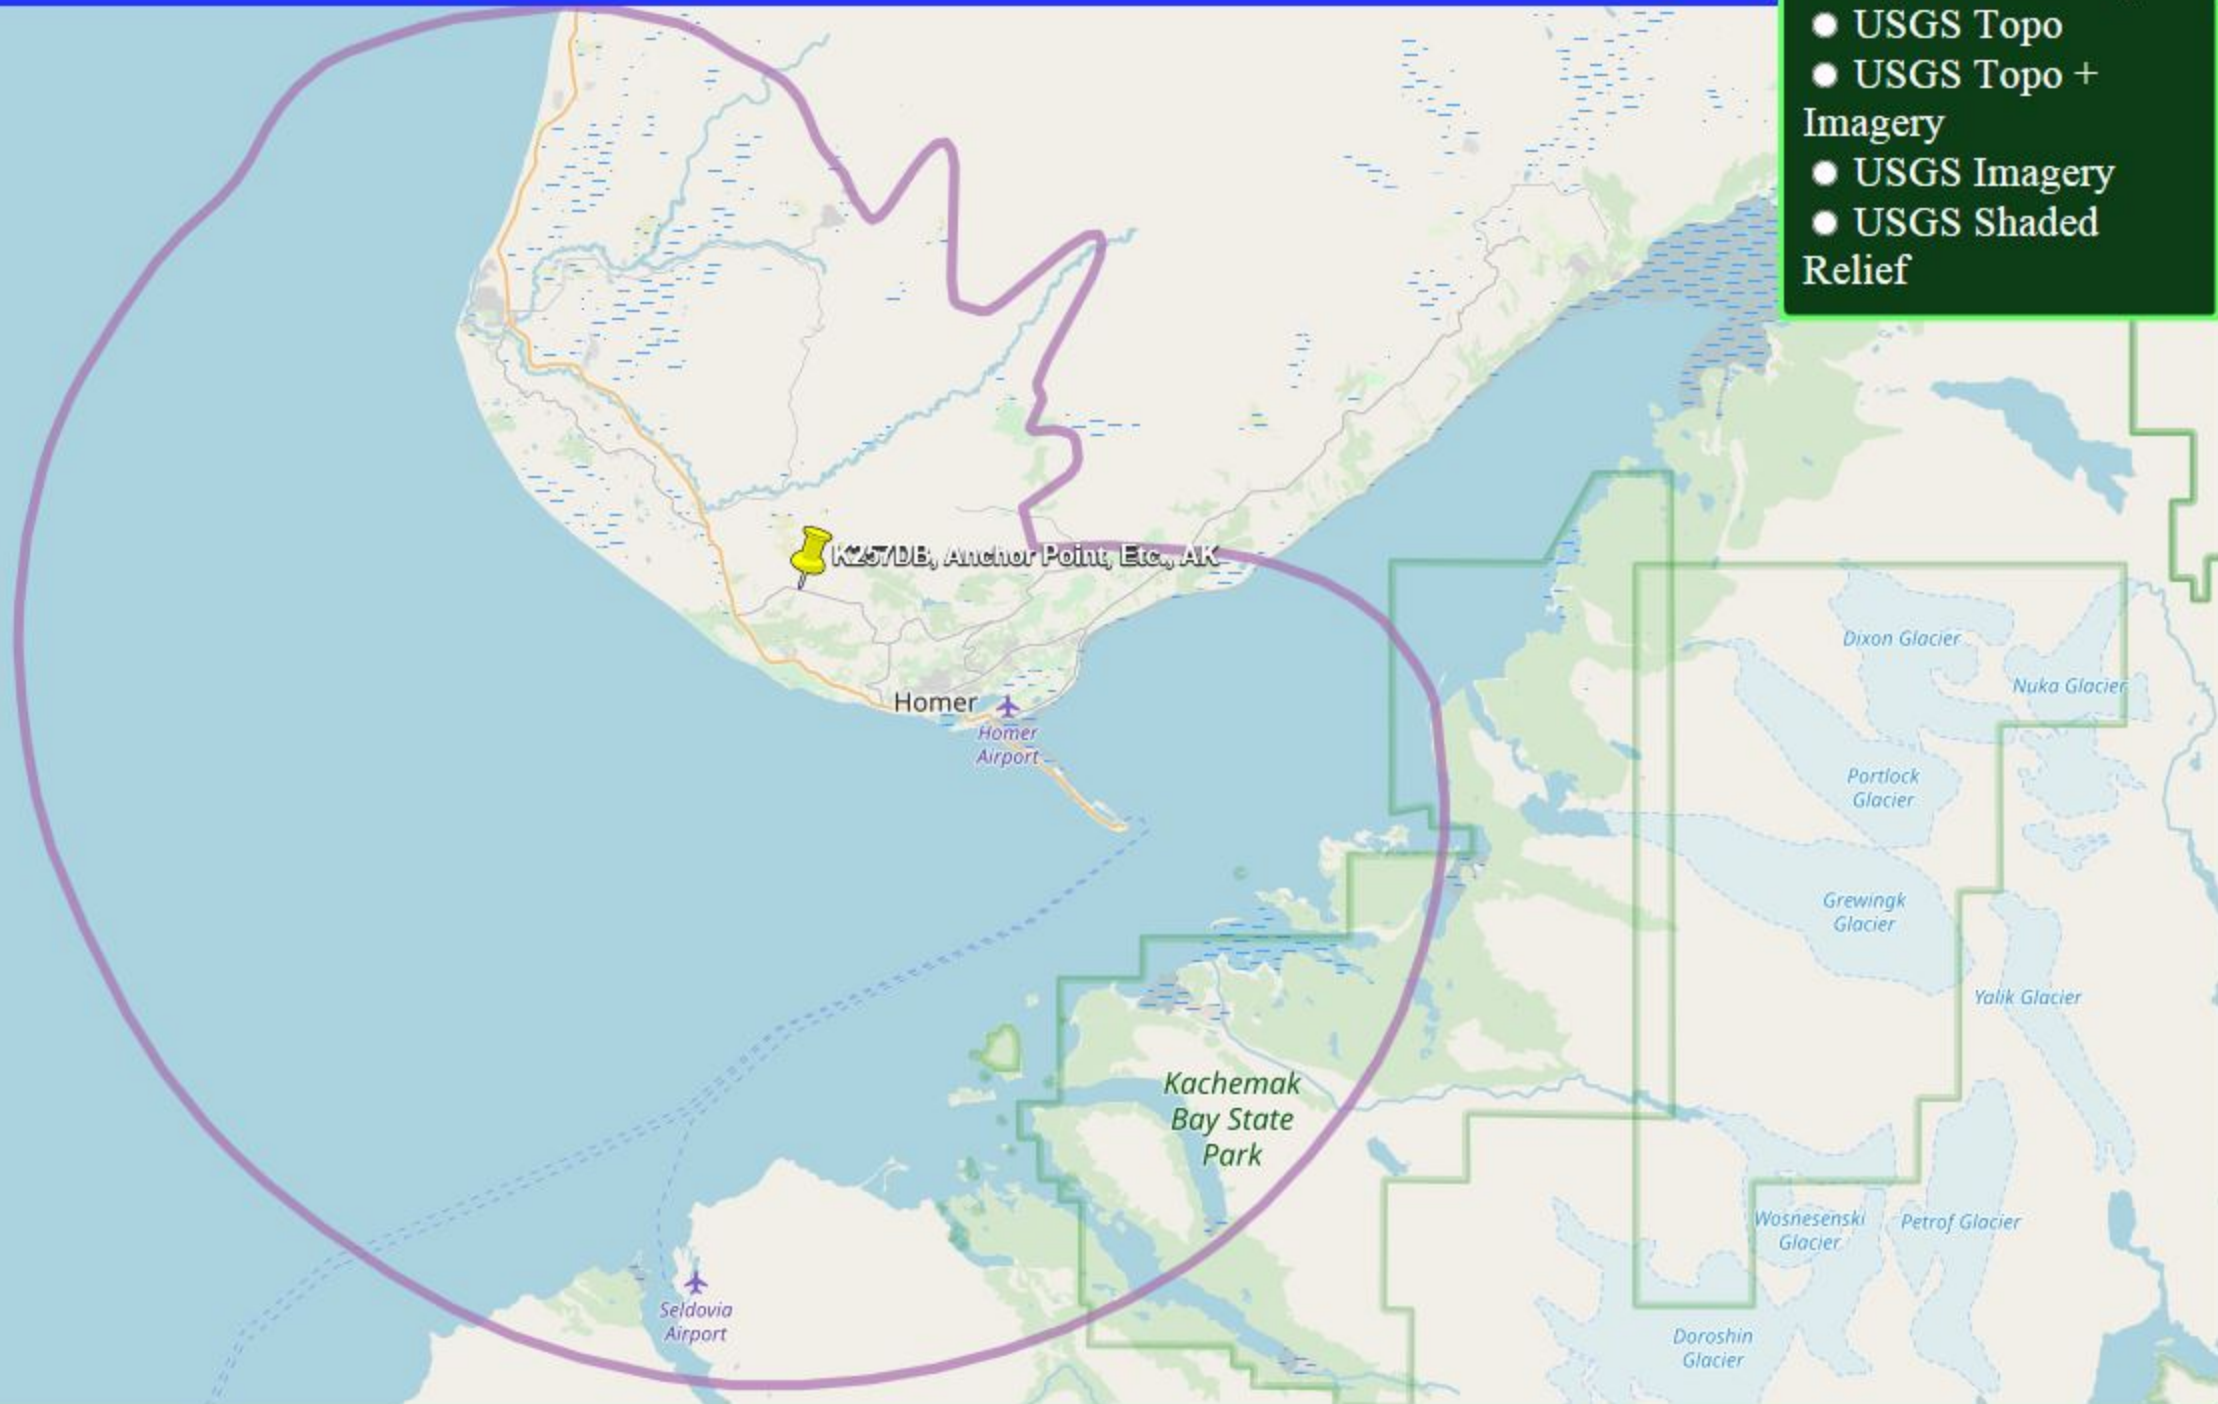 USGS Topo
USGS Topo +
Imagery
USGS Imagery
USGS Shaded
Relief
K257DB, Anchor Point, Etc., AK
Dixon Glacier
Nuka Glacier
Homer
Homer
Airport
Portlock
Glacier
Grewingk
Glacier
Yalik Glacier
Kachemak
Bay State
Park
Wosnesenski
Glacier
Petrof Glacier
Seldovia
Airport
Doroshin
Glacier